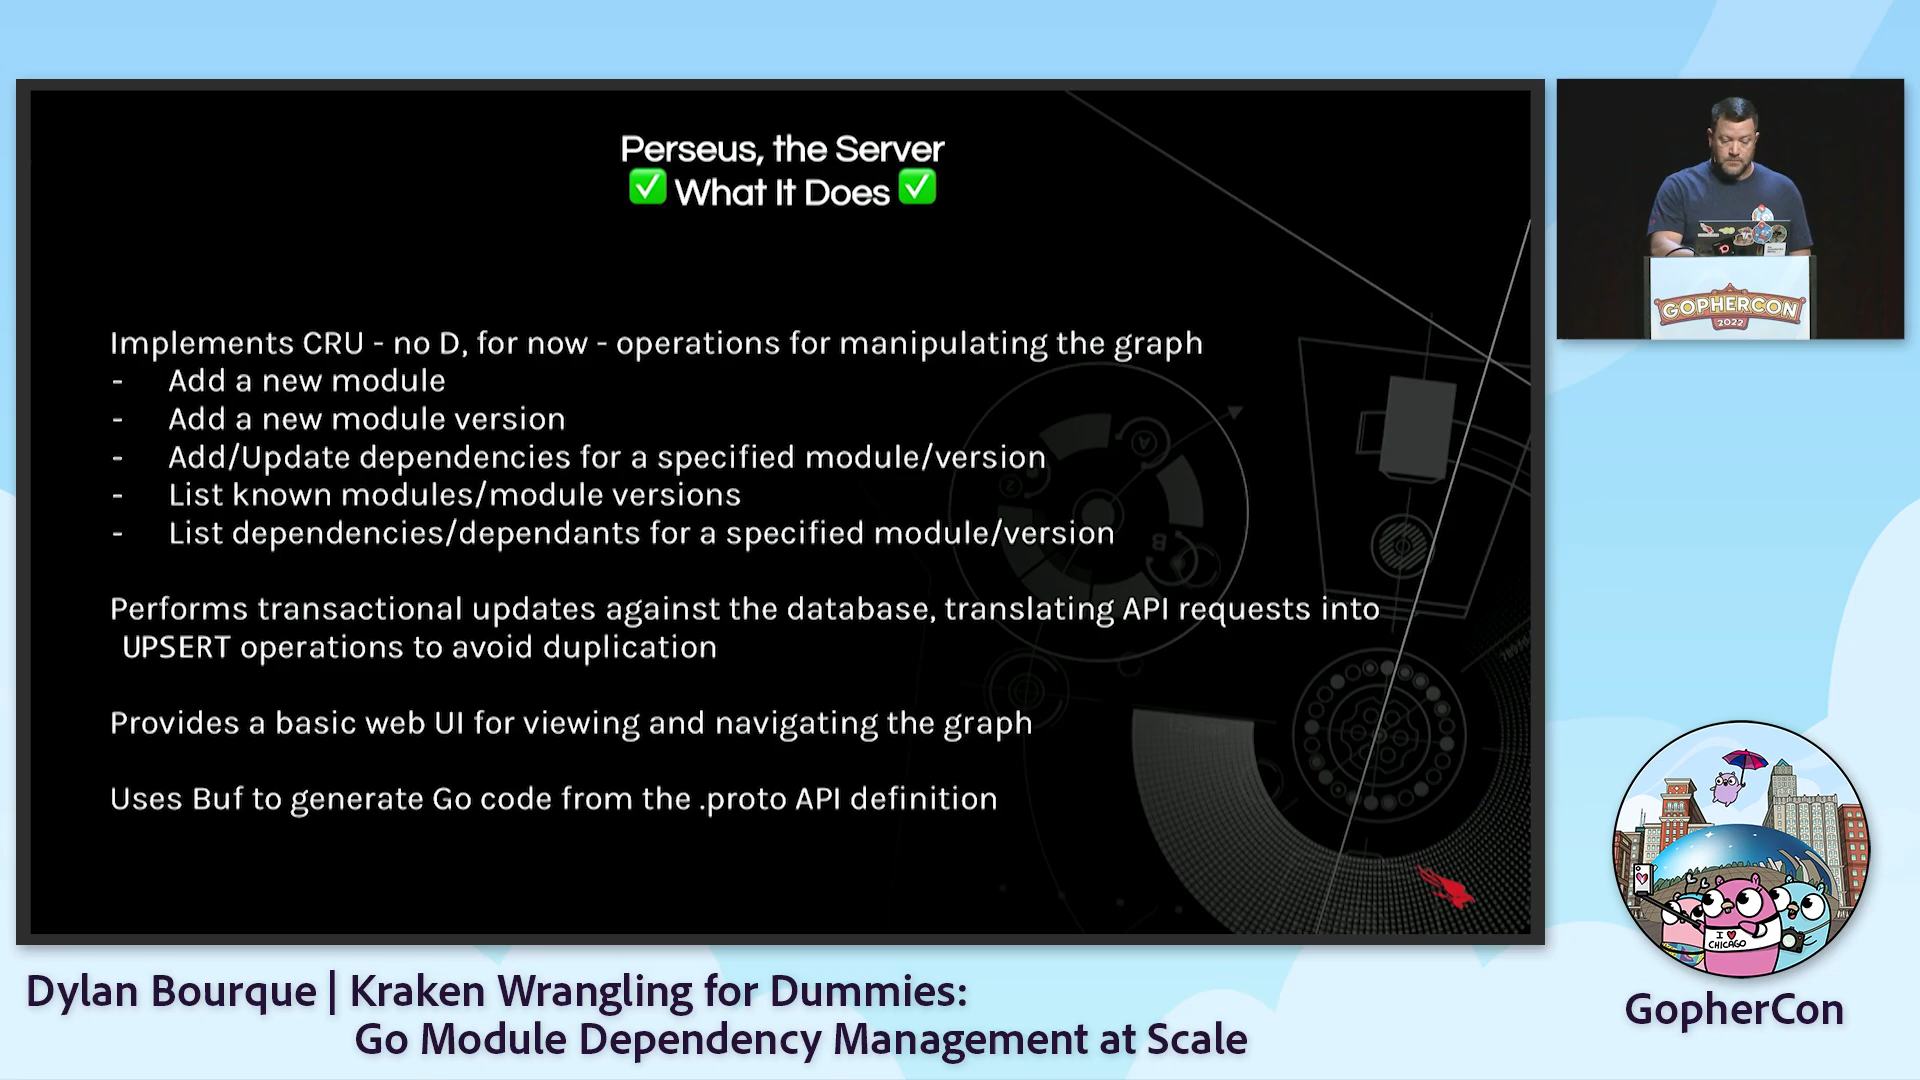 Perseus, the Server
✅ What It Does ✅
Implements CRU - no D, for now - operations for manipulating the graph
- Add a new module
- Add a new module version
- Add/Update dependencies for a specified module/version
- List known modules/module versions
- List dependencies/dependants for a specified module/version
Performs transactional updates against the database, translating API requests into
UPSERT operations to avoid duplication
Provides a basic web UI for viewing and navigating the graph
Uses Buf to generate Go code from the .proto API definition
GOPHERCON
2022
I ♥
CHICAGO
GopherCon
Dylan Bourque | Kraken Wrangling for Dummies:
Go Module Dependency Management at Scale